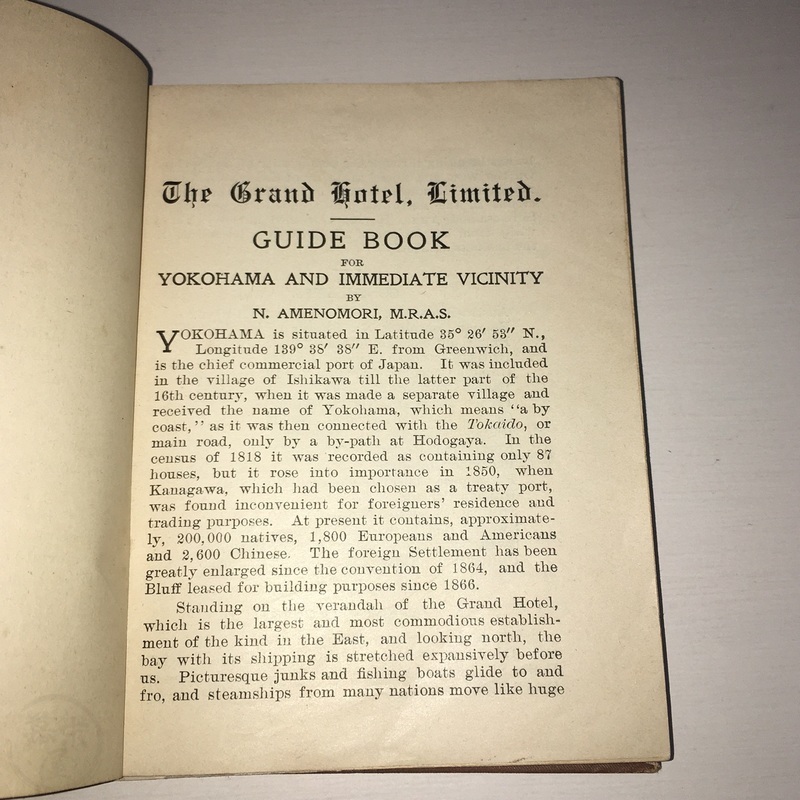 The Grand Hotel, Limited.
GUIDE BOOK
FOR
YOKOHAMA AND IMMEDIATE VICINITY
BY
N. AMENOMORI, M.R.A.S.
YOKOHAMA is situated in Latitude 35° 26′ 53″ N.,
Longitude 139° 38′ 38″ E. from Greenwich, and
is the chief commercial port of Japan. It was included
in the village of Ishikawa till the latter part of the
16th century, when it was made a separate village and
received the name of Yokohama, which means “a by
coast,” as it was then connected with the Tokaido, or
main road, only by a by-path at Hodogaya. In the
census of 1818 it was recorded as containing only 87
houses, but it rose into importance in 1850, when
Kanagawa, which had been chosen as a treaty port,
was found inconvenient for foreigners’ residence and
trading purposes. At present it contains, approximate-
ly, 200,000 natives, 1,800 Europeans and Americans
and 2,600 Chinese. The foreign Settlement has been
greatly enlarged since the convention of 1864, and the
Bluff leased for building purposes since 1866.
Standing on the verandah of the Grand Hotel,
which is the largest and most commodious establish-
ment of the kind in the East, and looking north, the
bay with its shipping is stretched expansively before
us. Picturesque junks and fishing boats glide to and
fro, and steamships from many nations move like huge